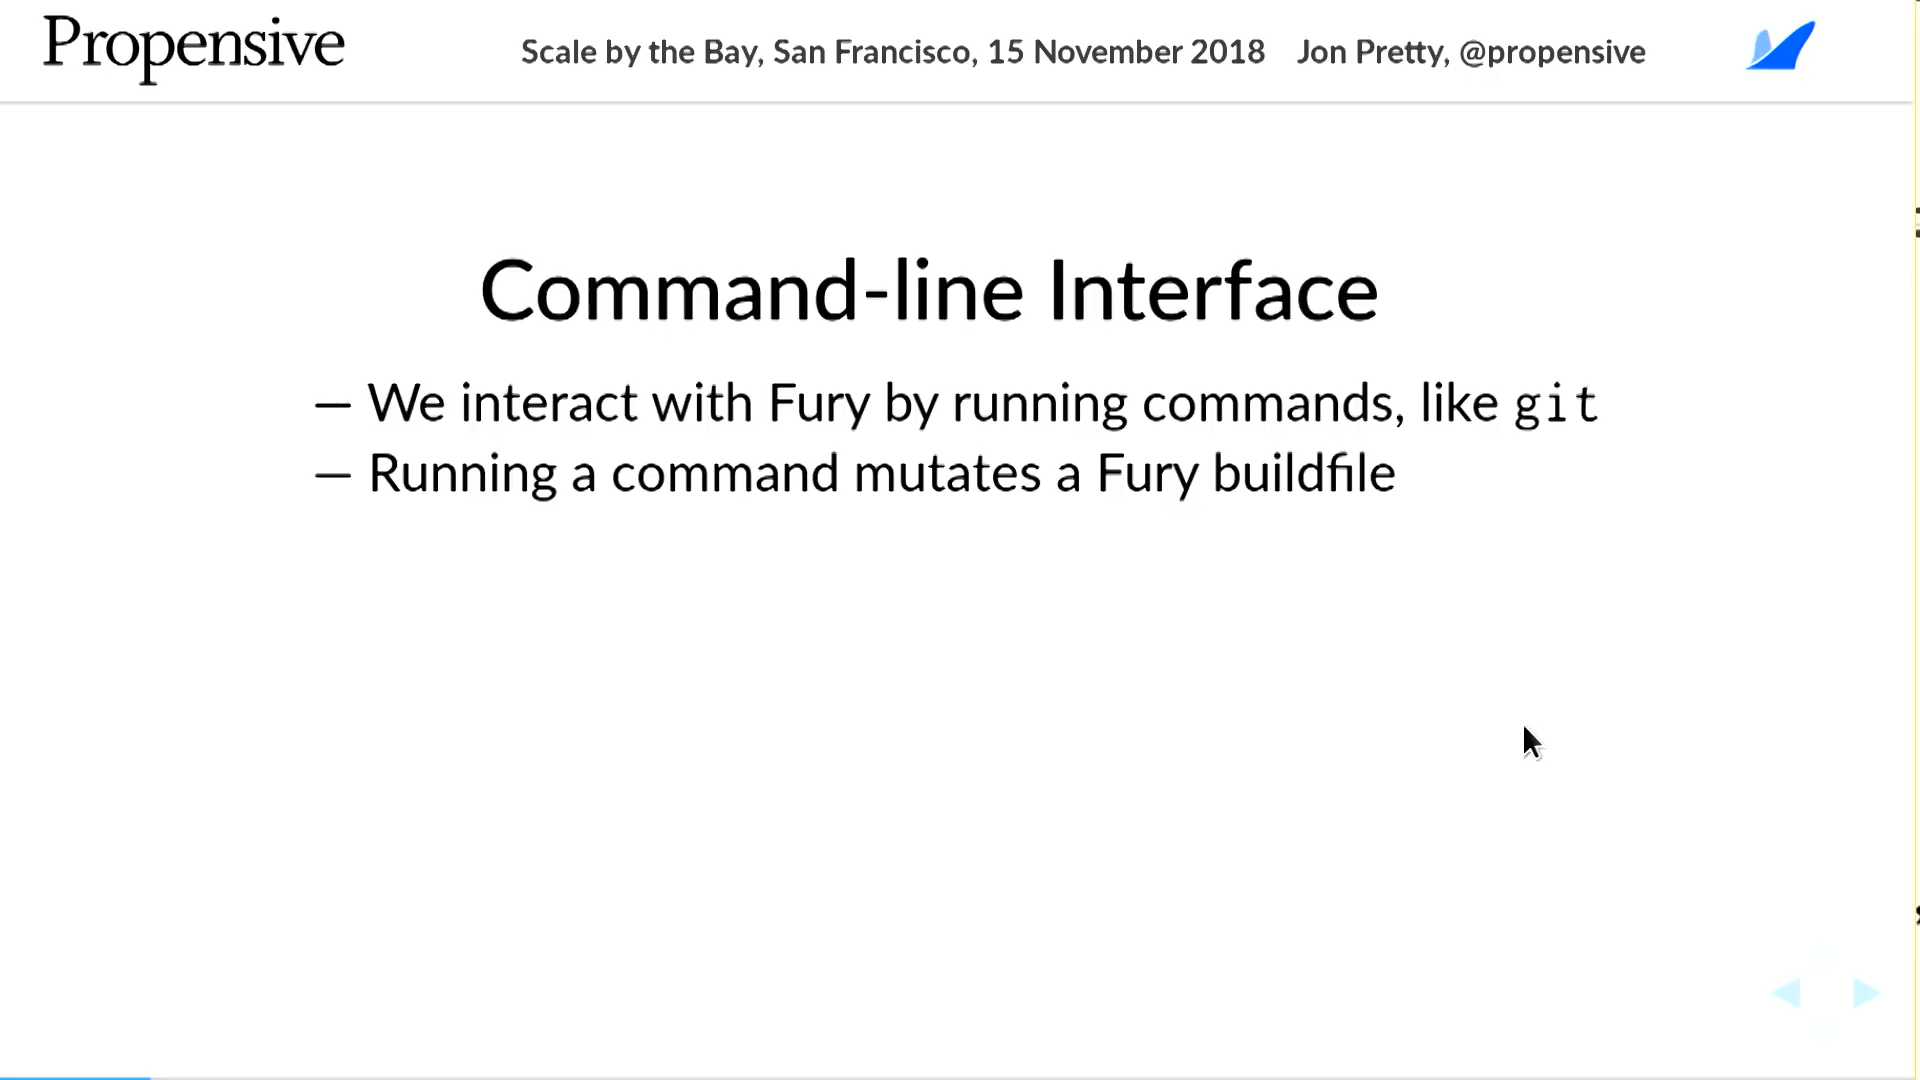 Propensive
Scale by the Bay, San Francisco, 15 November 2018 Jon Pretty, @propensive
Command-line Interface
— We interact with Fury by running commands, like git
— Running a command mutates a Fury buildfile